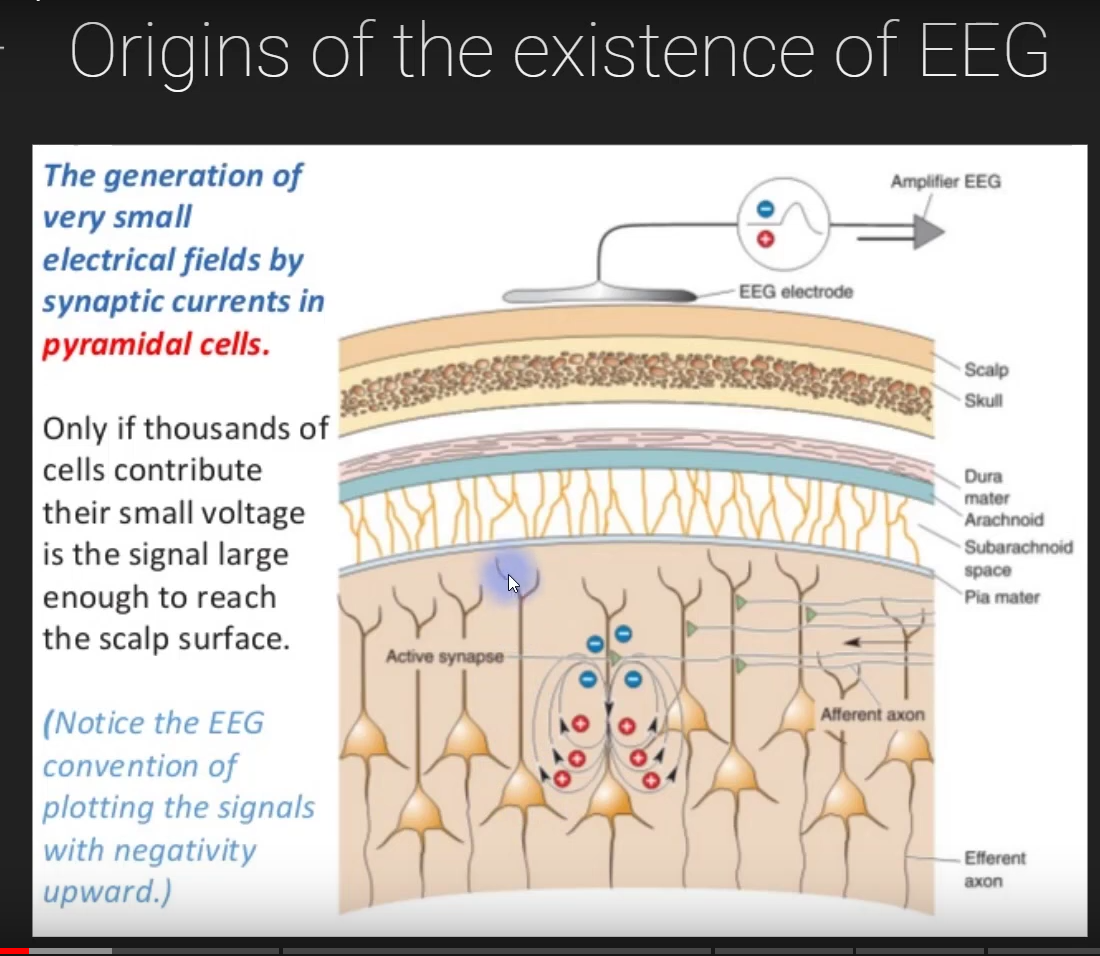 Origins of the existence of EEG
The generation of
very small
electrical fields by
synaptic currents in
pyramidal cells.
Only if thousands of
cells contribute
their small voltage
is the signal large
enough to reach
the scalp surface.
(Notice the EEG
convention of
plotting the signals
with negativity
upward.)
Amplifier EEG
EEG electrode
Scalp
Skull
Dura
mater
Arachnoid
Subarachnoid
space
Pia mater
Active synapse
Afferent axon
Efferent
axon